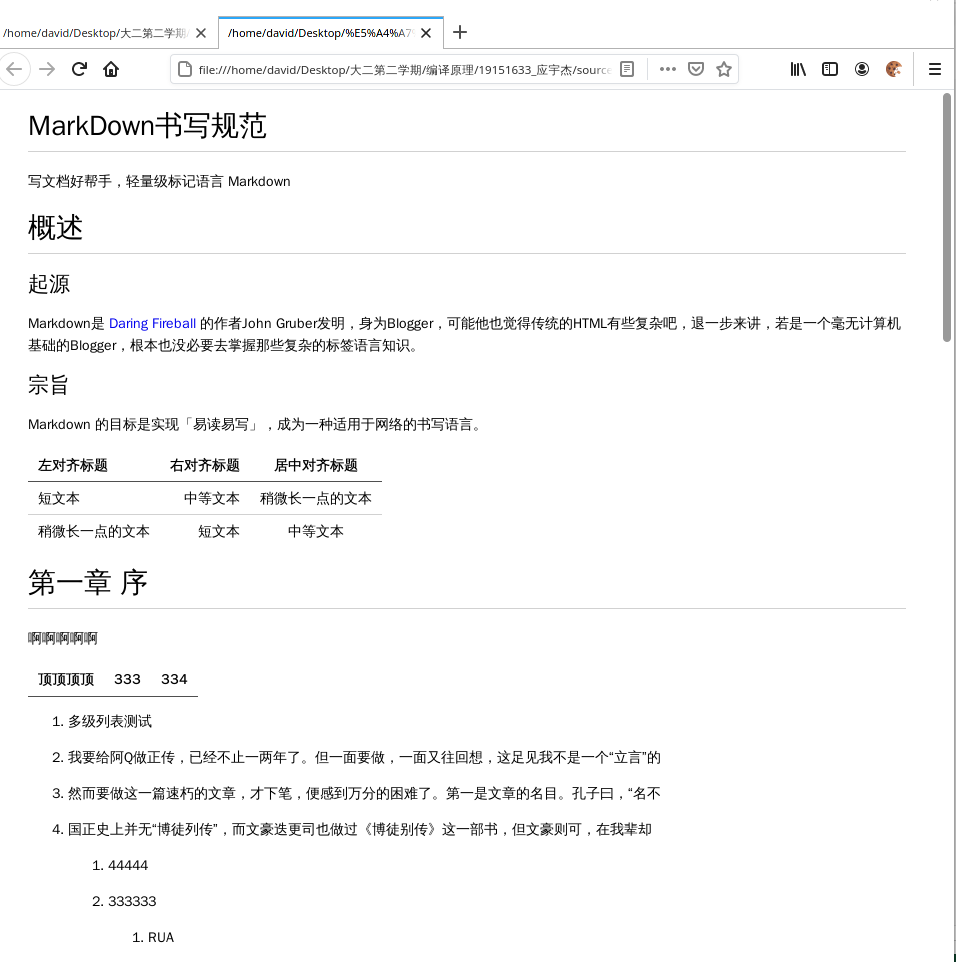 /home/david/Desktop/大二第二学期/
/home/david/Desktop/%E5%A4%A7
file:///home/david/Desktop/大二第二学期/编译原理/19151633_应宇杰/source
MarkDown书写规范
写文档好帮手，轻量级标记语言 Markdown
概述
起源
Markdown是 Daring Fireball 的作者John Gruber发明，身为Blogger，可能他也觉得传统的HTML有些复杂吧，退一步来讲，若是一个毫无计算机
基础的Blogger，根本也没必要去掌握那些复杂的标签语言知识。
宗旨
Markdown 的目标是实现「易读易写」，成为一种适用于网络的书写语言。
左对齐标题 右对齐标题 居中对齐标题
短文本 中等文本 稍微长一点的文本
稍微长一点的文本 短文本 中等文本
第一章 序
啊啊啊啊啊
顶顶顶顶 333 334
1. 多级列表测试
2. 我要给阿Q做正传，已经不止一两年了。但一面要做，一面又往回想，这足见我不是一个“立言”的
3. 然而要做这一篇速朽的文章，才下笔，便感到万分的困难了。第一是文章的名目。孔子曰，“名不
4. 国正史上并无“博徒列传”，而文豪迭更司也做过《博徒别传》这一部书，但文豪则可，在我辈却
1. 44444
2. 333333
1. RUA